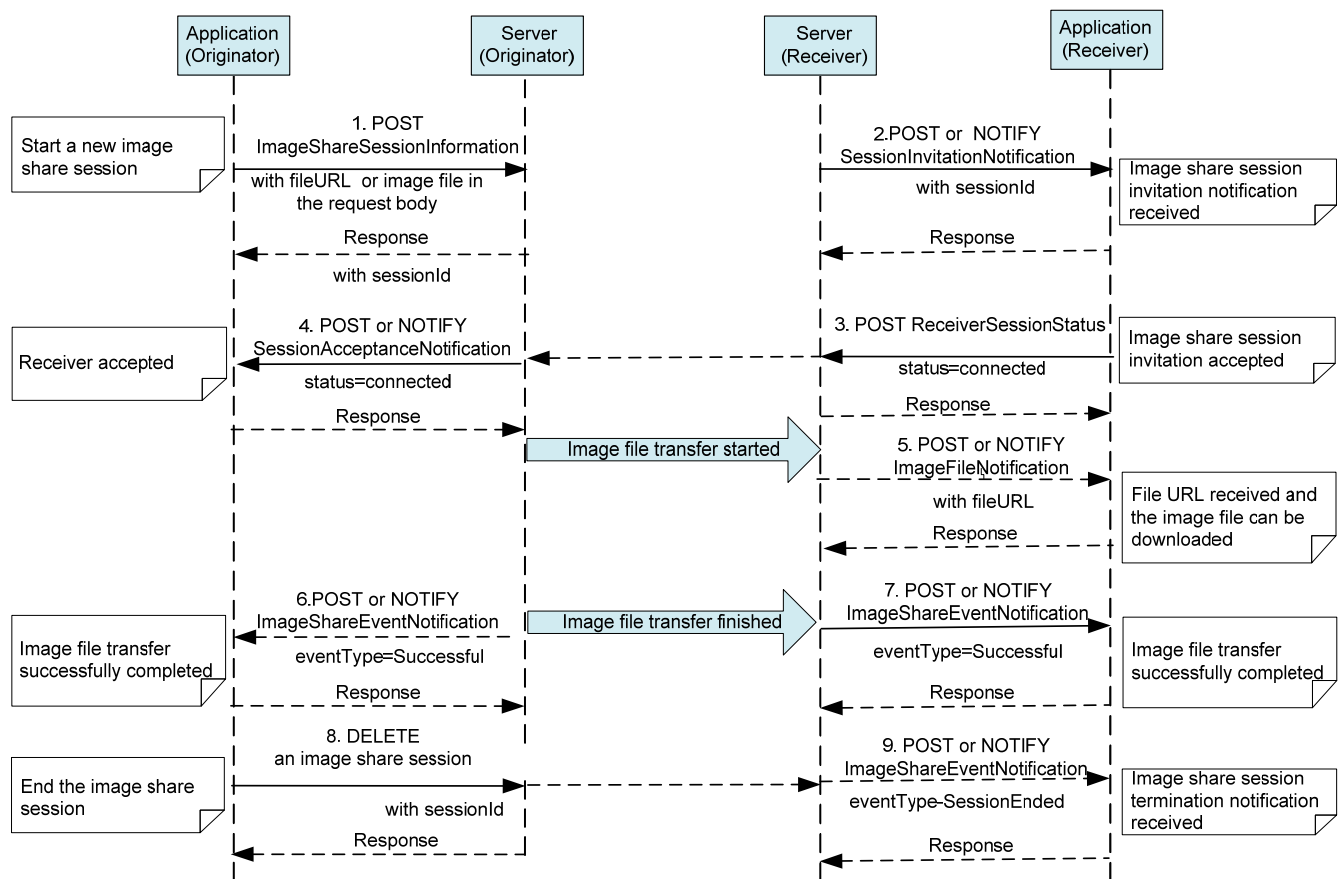 Application
(Originator)
Server
(Originator)
Server
(Receiver)
Application
(Receiver)
Start a new image
share session
1. POST
ImageShareSessionInformation
with fileURL or image file in
the request body
2.POST or NOTIFY
SessionInvitationNotification
with sessionId
Image share session
invitation notification
received
Response
with sessionId
Response
Receiver accepted
4. POST or NOTIFY
SessionAcceptanceNotification
status=connected
3. POST ReceiverSessionStatus
status=connected
Image share session
invitation accepted
Response
Response
Image file transfer started
5. POST or NOTIFY
ImageFileNotification
with fileURL
File URL received and
the image file can be
downloaded
Response
6.POST or NOTIFY
ImageShareEventNotification
eventType=Successful
Image file transfer finished
7. POST or NOTIFY
ImageShareEventNotification
eventType=Successful
Image file transfer
successfully completed
Image file transfer
successfully completed
Response
Response
8. DELETE
an image share session
with sessionId
9. POST or NOTIFY
ImageShareEventNotification
eventType-SessionEnded
End the image share
session
Image share session
termination notification
received
Response
Response